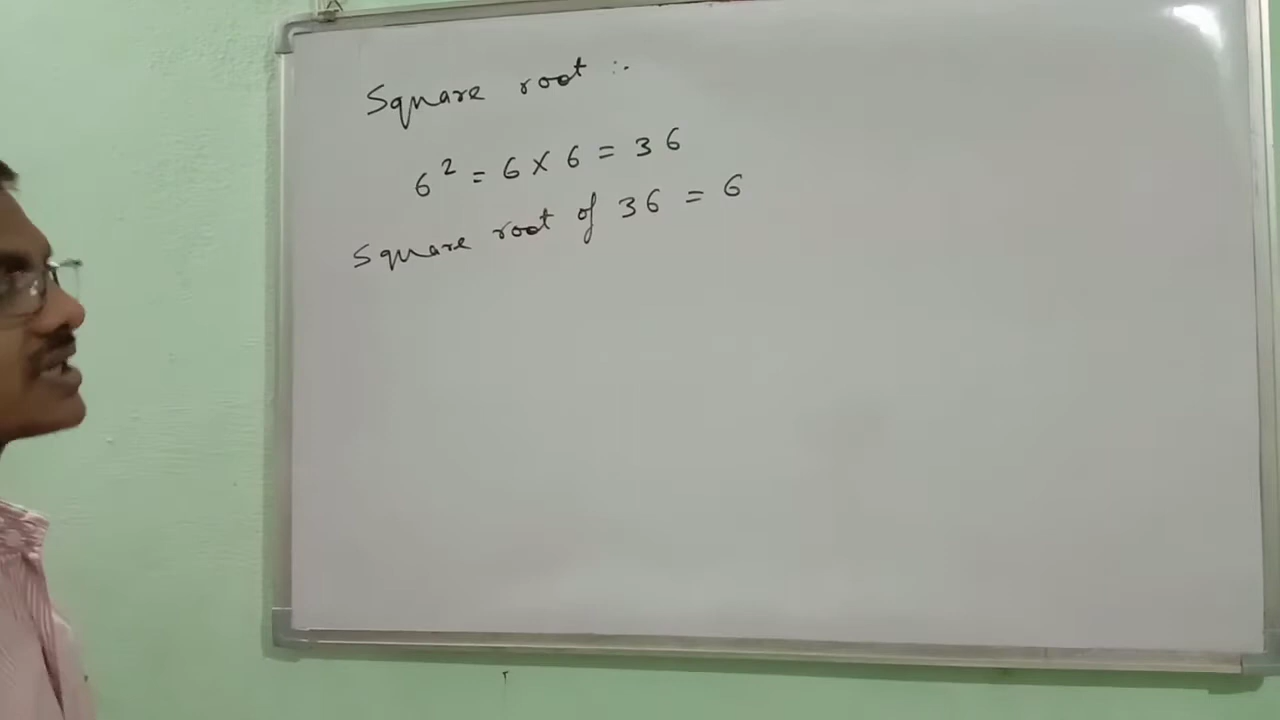 Square root :-
6² = 6 × 6 = 36
Square root of 36 = 6